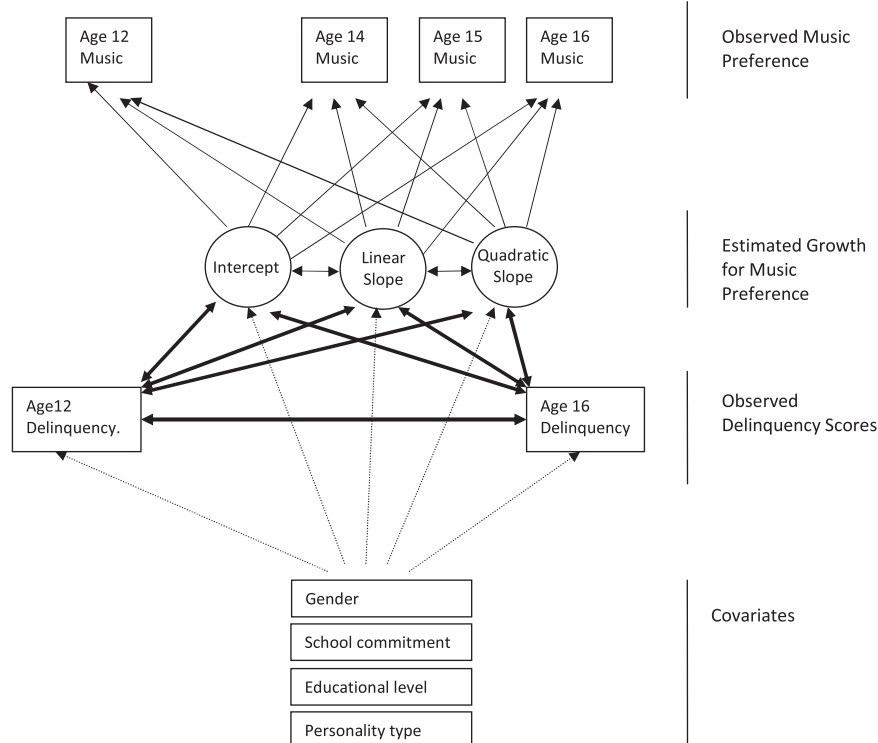 Age 12
Music
Age 14
Music
Age 15
Music
Age 16
Music
Observed Music
Preference
Intercept
Linear
Slope
Quadratic
Slope
Estimated Growth
for Music
Preference
Age12
Delinquency.
Age 16
Delinquency
Observed
Delinquency Scores
Gender
School commitment
Educational level
Personality type
Covariates